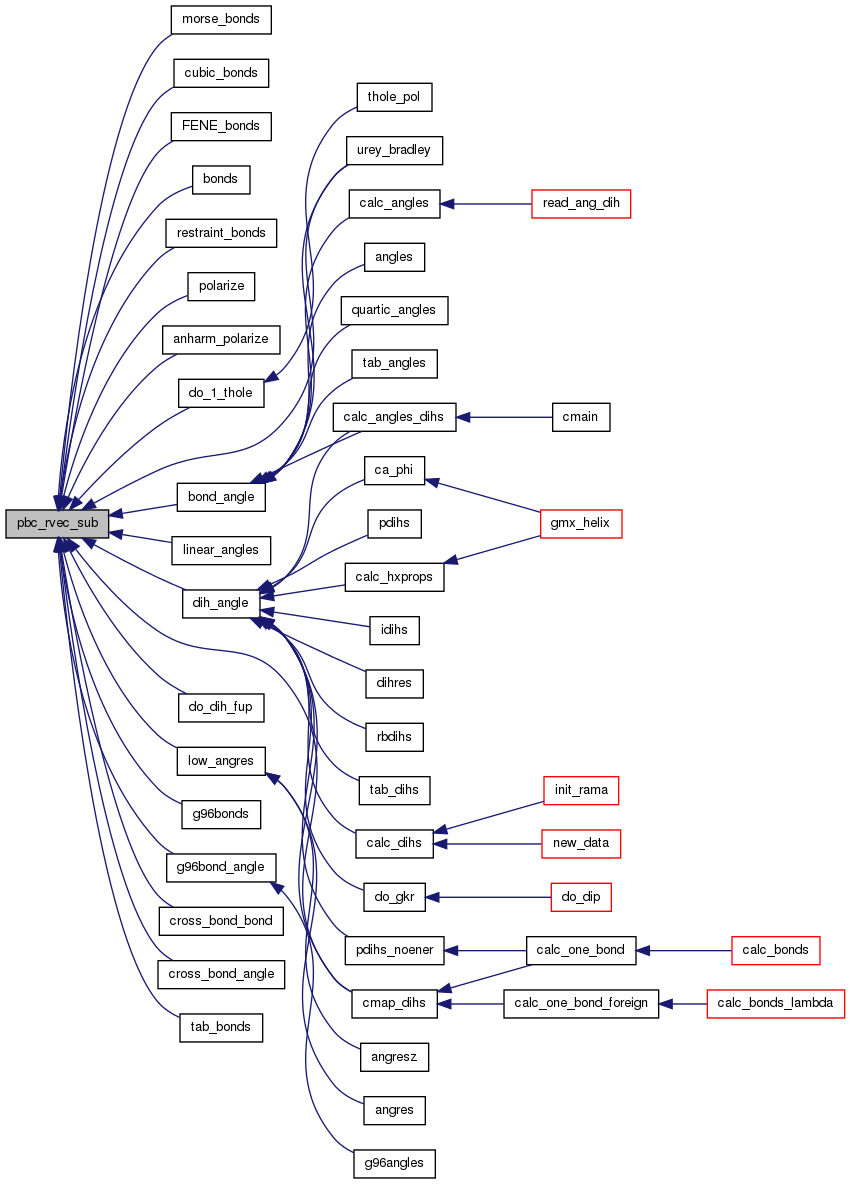 morse_bonds
cubic_bonds
FENE_bonds
bonds
restraint_bonds
polarize
anharm_polarize
do_1_thole
bond_angle
pbc_rvec_sub
linear_angles
dih_angle
do_dih_fup
low_angres
g96bonds
g96bond_angle
cross_bond_bond
cross_bond_angle
tab_bonds
thole_pol
urey_bradley
calc_angles
angles
quartic_angles
tab_angles
calc_angles_dihs
ca_phi
pdihs
calc_hxprops
idihs
dihres
rbdihs
tab_dihs
calc_dihs
do_gkr
pdihs_noener
cmap_dihs
angresz
angres
g96angles
read_ang_dih
cmain
gmx_helix
init_rama
new_data
do_dip
calc_one_bond
calc_one_bond_foreign
calc_bonds
calc_bonds_lambda